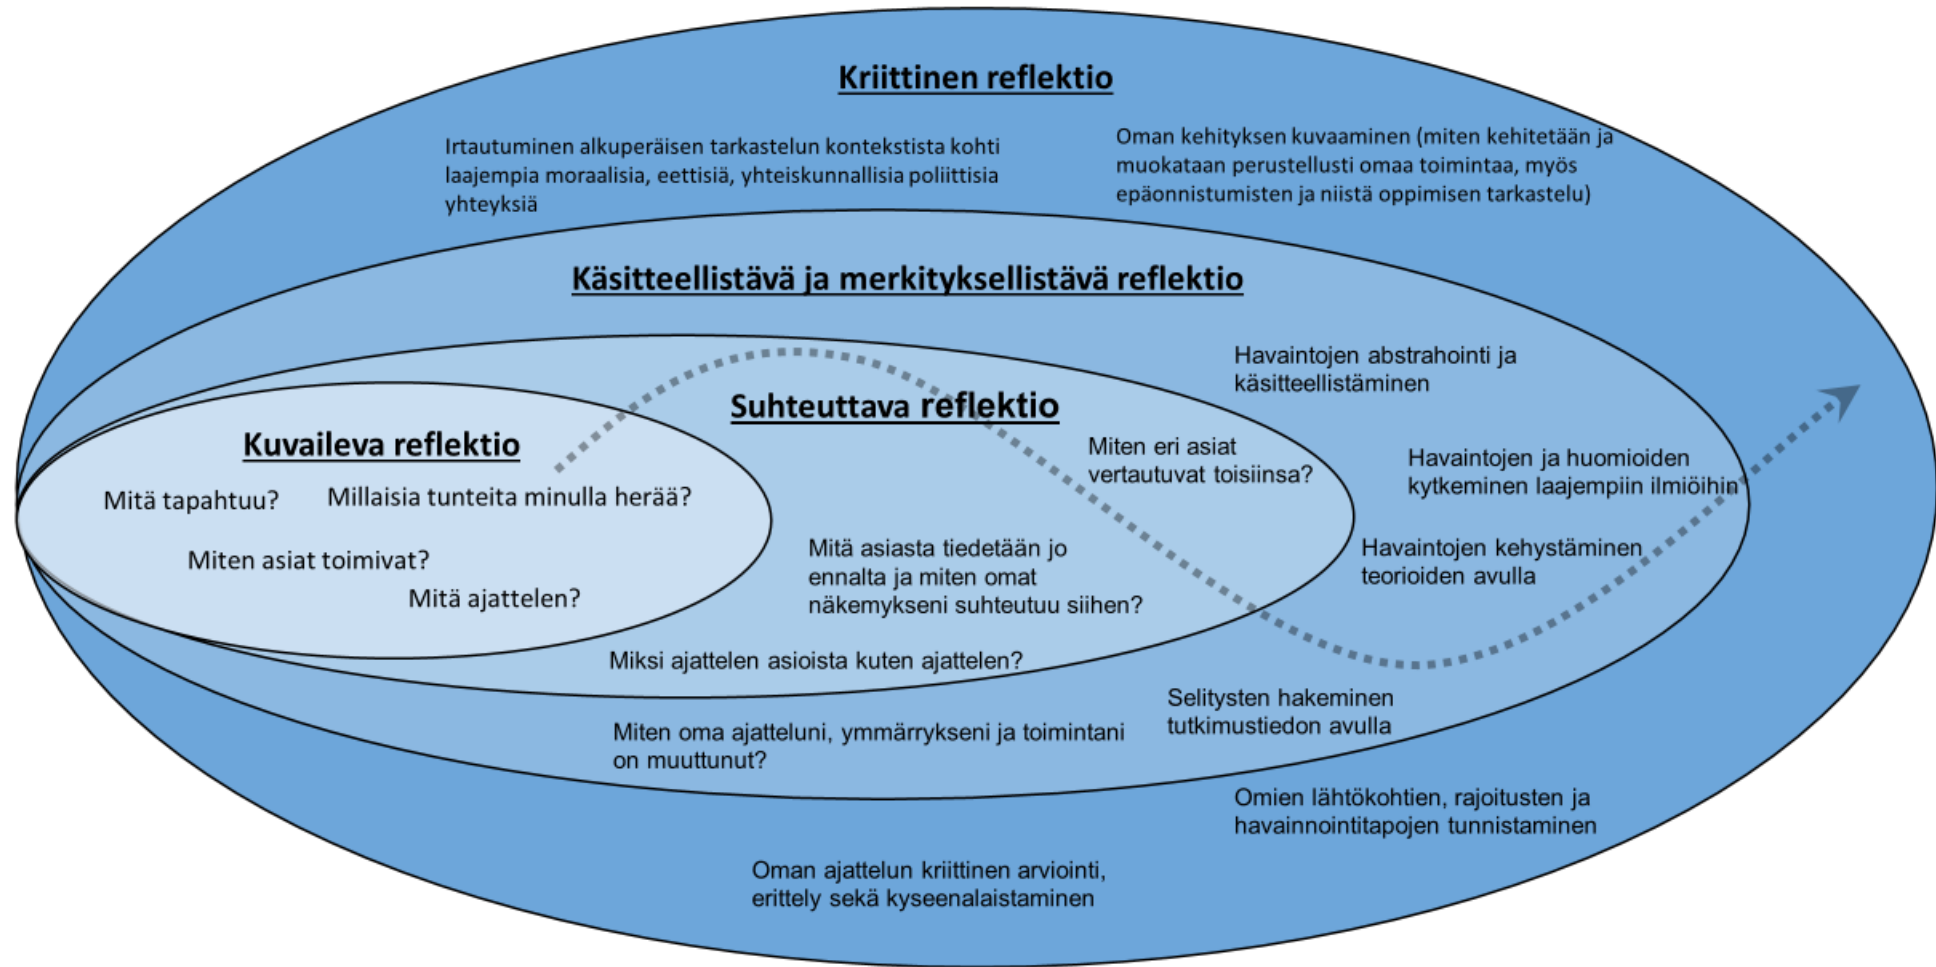 Kriittinen reflektio
Irtautuminen alkuperäisen tarkastelun kontekstista kohti
laajempia moraalisia, eettisiä, yhteiskunnallisia poliittisia
yhteyksiä
Oman kehityksen kuvaaminen (miten kehitetään ja
muokataan perustellusti omaa toimintaa, myös
epäonnistumisten ja niistä oppimisen tarkastelu)
Käsitteellistävä ja merkityksellistävä reflektio
Havaintojen abstrahointi ja
käsitteellistäminen
Suhteuttava reflektio
Kuvaileva reflektio
Miten eri asiat
vertautuvat toisiinsa?
Havaintojen ja huomioiden
kytkeminen laajempiin ilmiöihin
Mitä tapahtuu?
Millaisia tunteita minulla herää?
Miten asiat toimivat?
Mitä ajattelen?
Mitä asiasta tiedetään jo
ennalta ja miten omat
näkemykseni suhteutuu siihen?
Havaintojen kehystäminen
teorioiden avulla
Miksi ajattelen asioista kuten ajattelen?
Selitysten hakeminen
tutkimustiedon avulla
Miten oma ajatteluni, ymmärrykseni ja toimintani
on muuttunut?
Omien lähtökohtien, rajoitusten ja
havainnointitapojen tunnistaminen
Oman ajattelun kriittinen arviointi,
erittely sekä kyseenalaistaminen